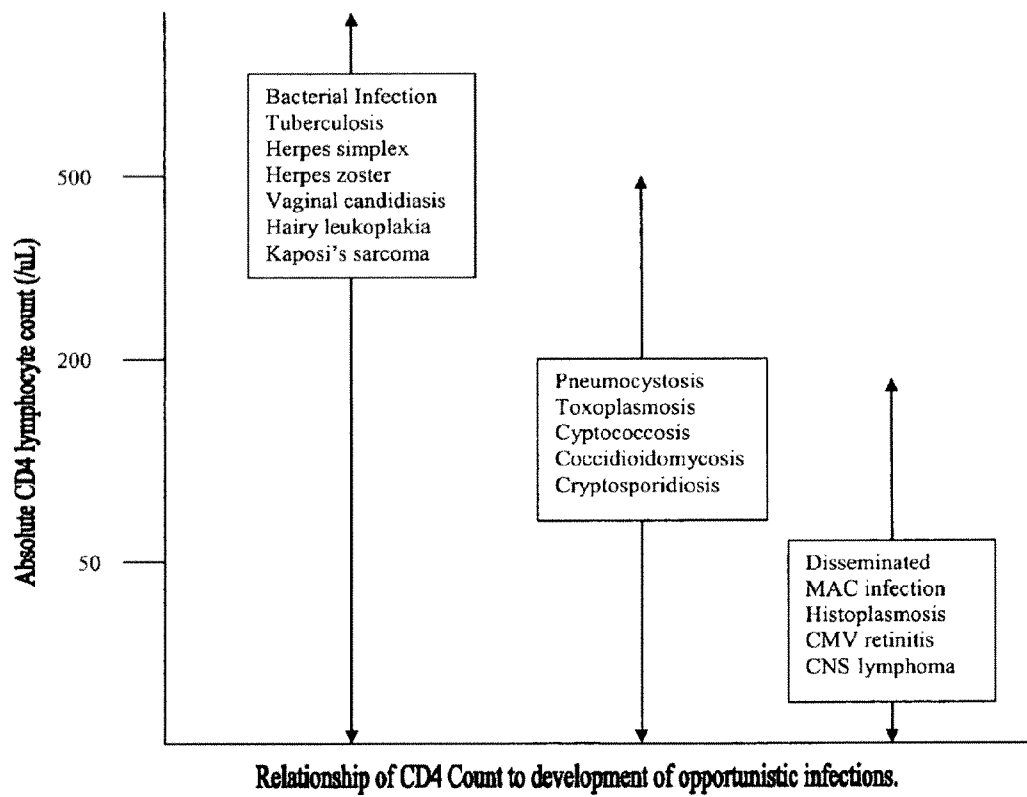 Absolute CD4 lymphocyte count (/uL)
500
200
50
Bacterial Infection
Tuberculosis
Herpes simplex
Herpes zoster
Vaginal candidiasis
Hairy leukoplakia
Kaposi's sarcoma
Pneumocystosis
Toxoplasmosis
Cyptococcosis
Coccidioidomycosis
Cryptosporidiosis
Disseminated
MAC infection
Histoplasmosis
CMV retinitis
CNS lymphoma
Relationship of CD4 Count to development of opportunistic infections.